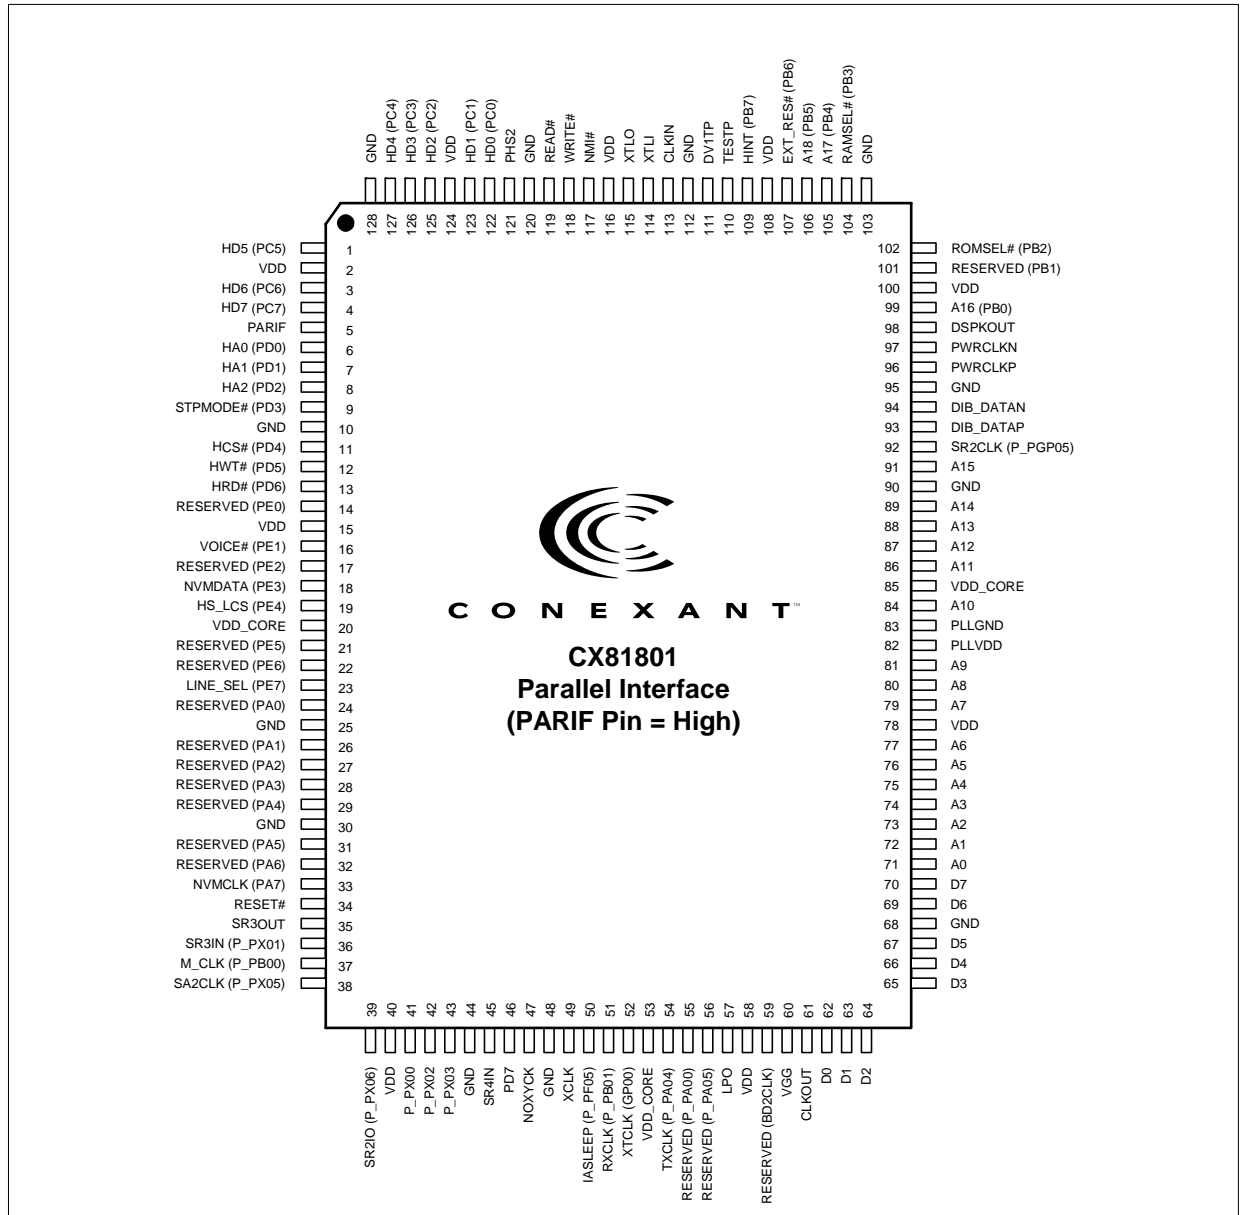 GND
HD4 (PC4)
HD3 (PC3)
HD2 (PC2)
VDD
HD1 (PC1)
HD0 (PC0)
PHS2
GND
READ#
WRITE#
NMI#
VDD
XTLO
XTLI
CLKIN
GND
DV1TP
TESTP
HINT (PB7)
VDD
EXT_RES# (PB6)
A18 (PB5)
A17 (PB4)
RAMSEL# (PB3)
GND
128
127
126
125
124
123
122
121
120
119
118
117
116
115
114
113
112
111
110
109
108
107
106
105
104
103
HD5 (PC5) 1
VDD 2
HD6 (PC6) 3
HD7 (PC7) 4
PARIF 5
HA0 (PD0) 6
HA1 (PD1) 7
HA2 (PD2) 8
STPMODE# (PD3) 9
GND 10
HCS# (PD4) 11
HWT# (PD5) 12
HRD# (PD6) 13
RESERVED (PE0) 14
VDD 15
VOICE# (PE1) 16
RESERVED (PE2) 17
NVMDATA (PE3) 18
HS_LCS (PE4) 19
VDD_CORE 20
RESERVED (PE5) 21
RESERVED (PE6) 22
LINE_SEL (PE7) 23
RESERVED (PA0) 24
GND 25
RESERVED (PA1) 26
RESERVED (PA2) 27
RESERVED (PA3) 28
RESERVED (PA4) 29
GND 30
RESERVED (PA5) 31
RESERVED (PA6) 32
NVMCLK (PA7) 33
RESET# 34
SR3OUT 35
SR3IN (P_PX01) 36
M_CLK (P_PB00) 37
SA2CLK (P_PX05) 38
CONEXANT™
CX81801
Parallel Interface
(PARIF Pin = High)
102 ROMSEL# (PB2)
101 RESERVED (PB1)
100 VDD
99 A16 (PB0)
98 DSPKOUT
97 PWRCLKN
96 PWRCLKP
95 GND
94 DIB_DATAN
93 DIB_DATAP
92 SR2CLK (P_PGP05)
91 A15
90 GND
89 A14
88 A13
87 A12
86 A11
85 VDD_CORE
84 A10
83 PLLGND
82 PLLVDD
81 A9
80 A8
79 A7
78 VDD
77 A6
76 A5
75 A4
74 A3
73 A2
72 A1
71 A0
70 D7
69 D6
68 GND
67 D5
66 D4
65 D3
39
40
41
42
43
44
45
46
47
48
49
50
51
52
53
54
55
56
57
58
59
60
61
62
63
64
SR2IO (P_PX06)
VDD
P_PX00
P_PX02
P_PX03
GND
SR4IN
PD7
NOXYCK
GND
XCLK
IASLEEP (P_PF05)
RXCLK (P_PB01)
XTCLK (GP00)
VDD_CORE
TXCLK (P_PA04)
RESERVED (P_PA00)
RESERVED (P_PA05)
LPO
VDD
RESERVED (BD2CLK)
VGG
CLKOUT
D0
D1
D2